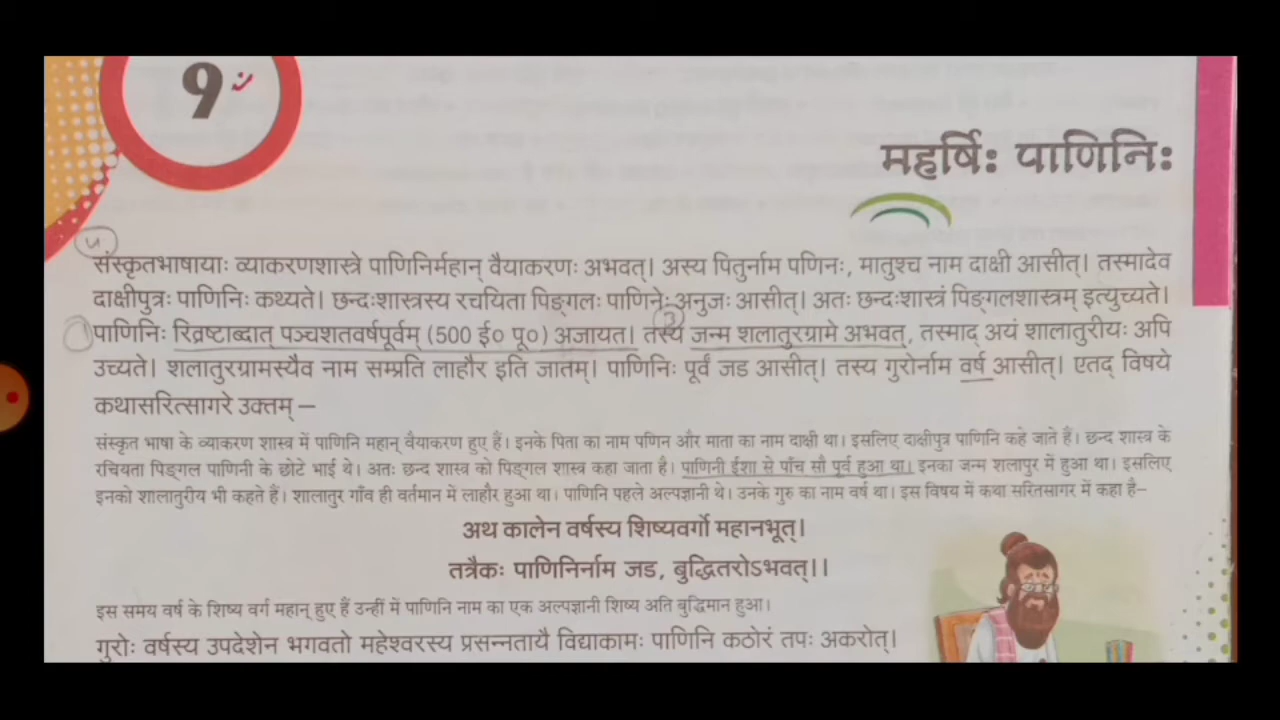 9
महर्षिः पाणिनिः
४
संस्कृतभाषायाः व्याकरणशास्त्रे पाणिनिर्महान् वैयाकरणः अभवत्। अस्य पितुर्नाम पणिनः, मातुश्च नाम दाक्षी आसीत्। तस्मादेव
दाक्षीपुत्रः पाणिनिः कथ्यते। छन्दःशास्त्रस्य रचयिता पिङ्गलः पाणिनेः अनुजः आसीत्। अतः छन्दःशास्त्रं पिङ्गलशास्त्रम् इत्युच्यते।
पाणिनिः रिव्रष्टाब्दात् पञ्चशतवर्षपूर्वम् (500 ई० पू०) अजायत। तस्य जन्म शलातुरग्रामे अभवत्, तस्माद् अयं शालातुरीयः अपि
उच्यते। शलातुरग्रामस्यैव नाम सम्प्रति लाहौर इति जातम्। पाणिनिः पूर्वं जड आसीत्। तस्य गुरोर्नाम वर्ष आसीत्। एतद् विषये
कथासरित्सागरे उक्तम् –
संस्कृत भाषा के व्याकरण शास्त्र में पाणिनि महान् वैयाकरण हुए हैं। इनके पिता का नाम पणिन और माता का नाम दाक्षी था। इसलिए दाक्षीपुत्र पाणिनि कहे जाते हैं। छन्द शास्त्र के
रचियता पिङ्गल पाणिनी के छोटे भाई थे। अतः छन्द शास्त्र को पिङ्गल शास्त्र कहा जाता है। पाणिनी ईशा से पाँच सौ पूर्व हुआ था। इनका जन्म शलापुर में हुआ था। इसलिए
इनको शालातुरीय भी कहते हैं। शालातुर गाँव ही वर्तमान में लाहौर हुआ था। पाणिनि पहले अल्पज्ञानी थे। उनके गुरु का नाम वर्ष था। इस विषय में कथा सरितसागर में कहा है–
अथ कालेन वर्षस्य शिष्यवर्गो महानभूत्।
तत्रैकः पाणिनिर्नाम जड, बुद्धितरोऽभवत्।।
इस समय वर्ष के शिष्य वर्ग महान् हुए हैं उन्हीं में पाणिनि नाम का एक अल्पज्ञानी शिष्य अति बुद्धिमान हुआ।
गुरोः वर्षस्य उपदेशेन भगवतो महेश्वरस्य प्रसन्नतायै विद्याकामः पाणिनि कठोरं तपः अकरोत्।